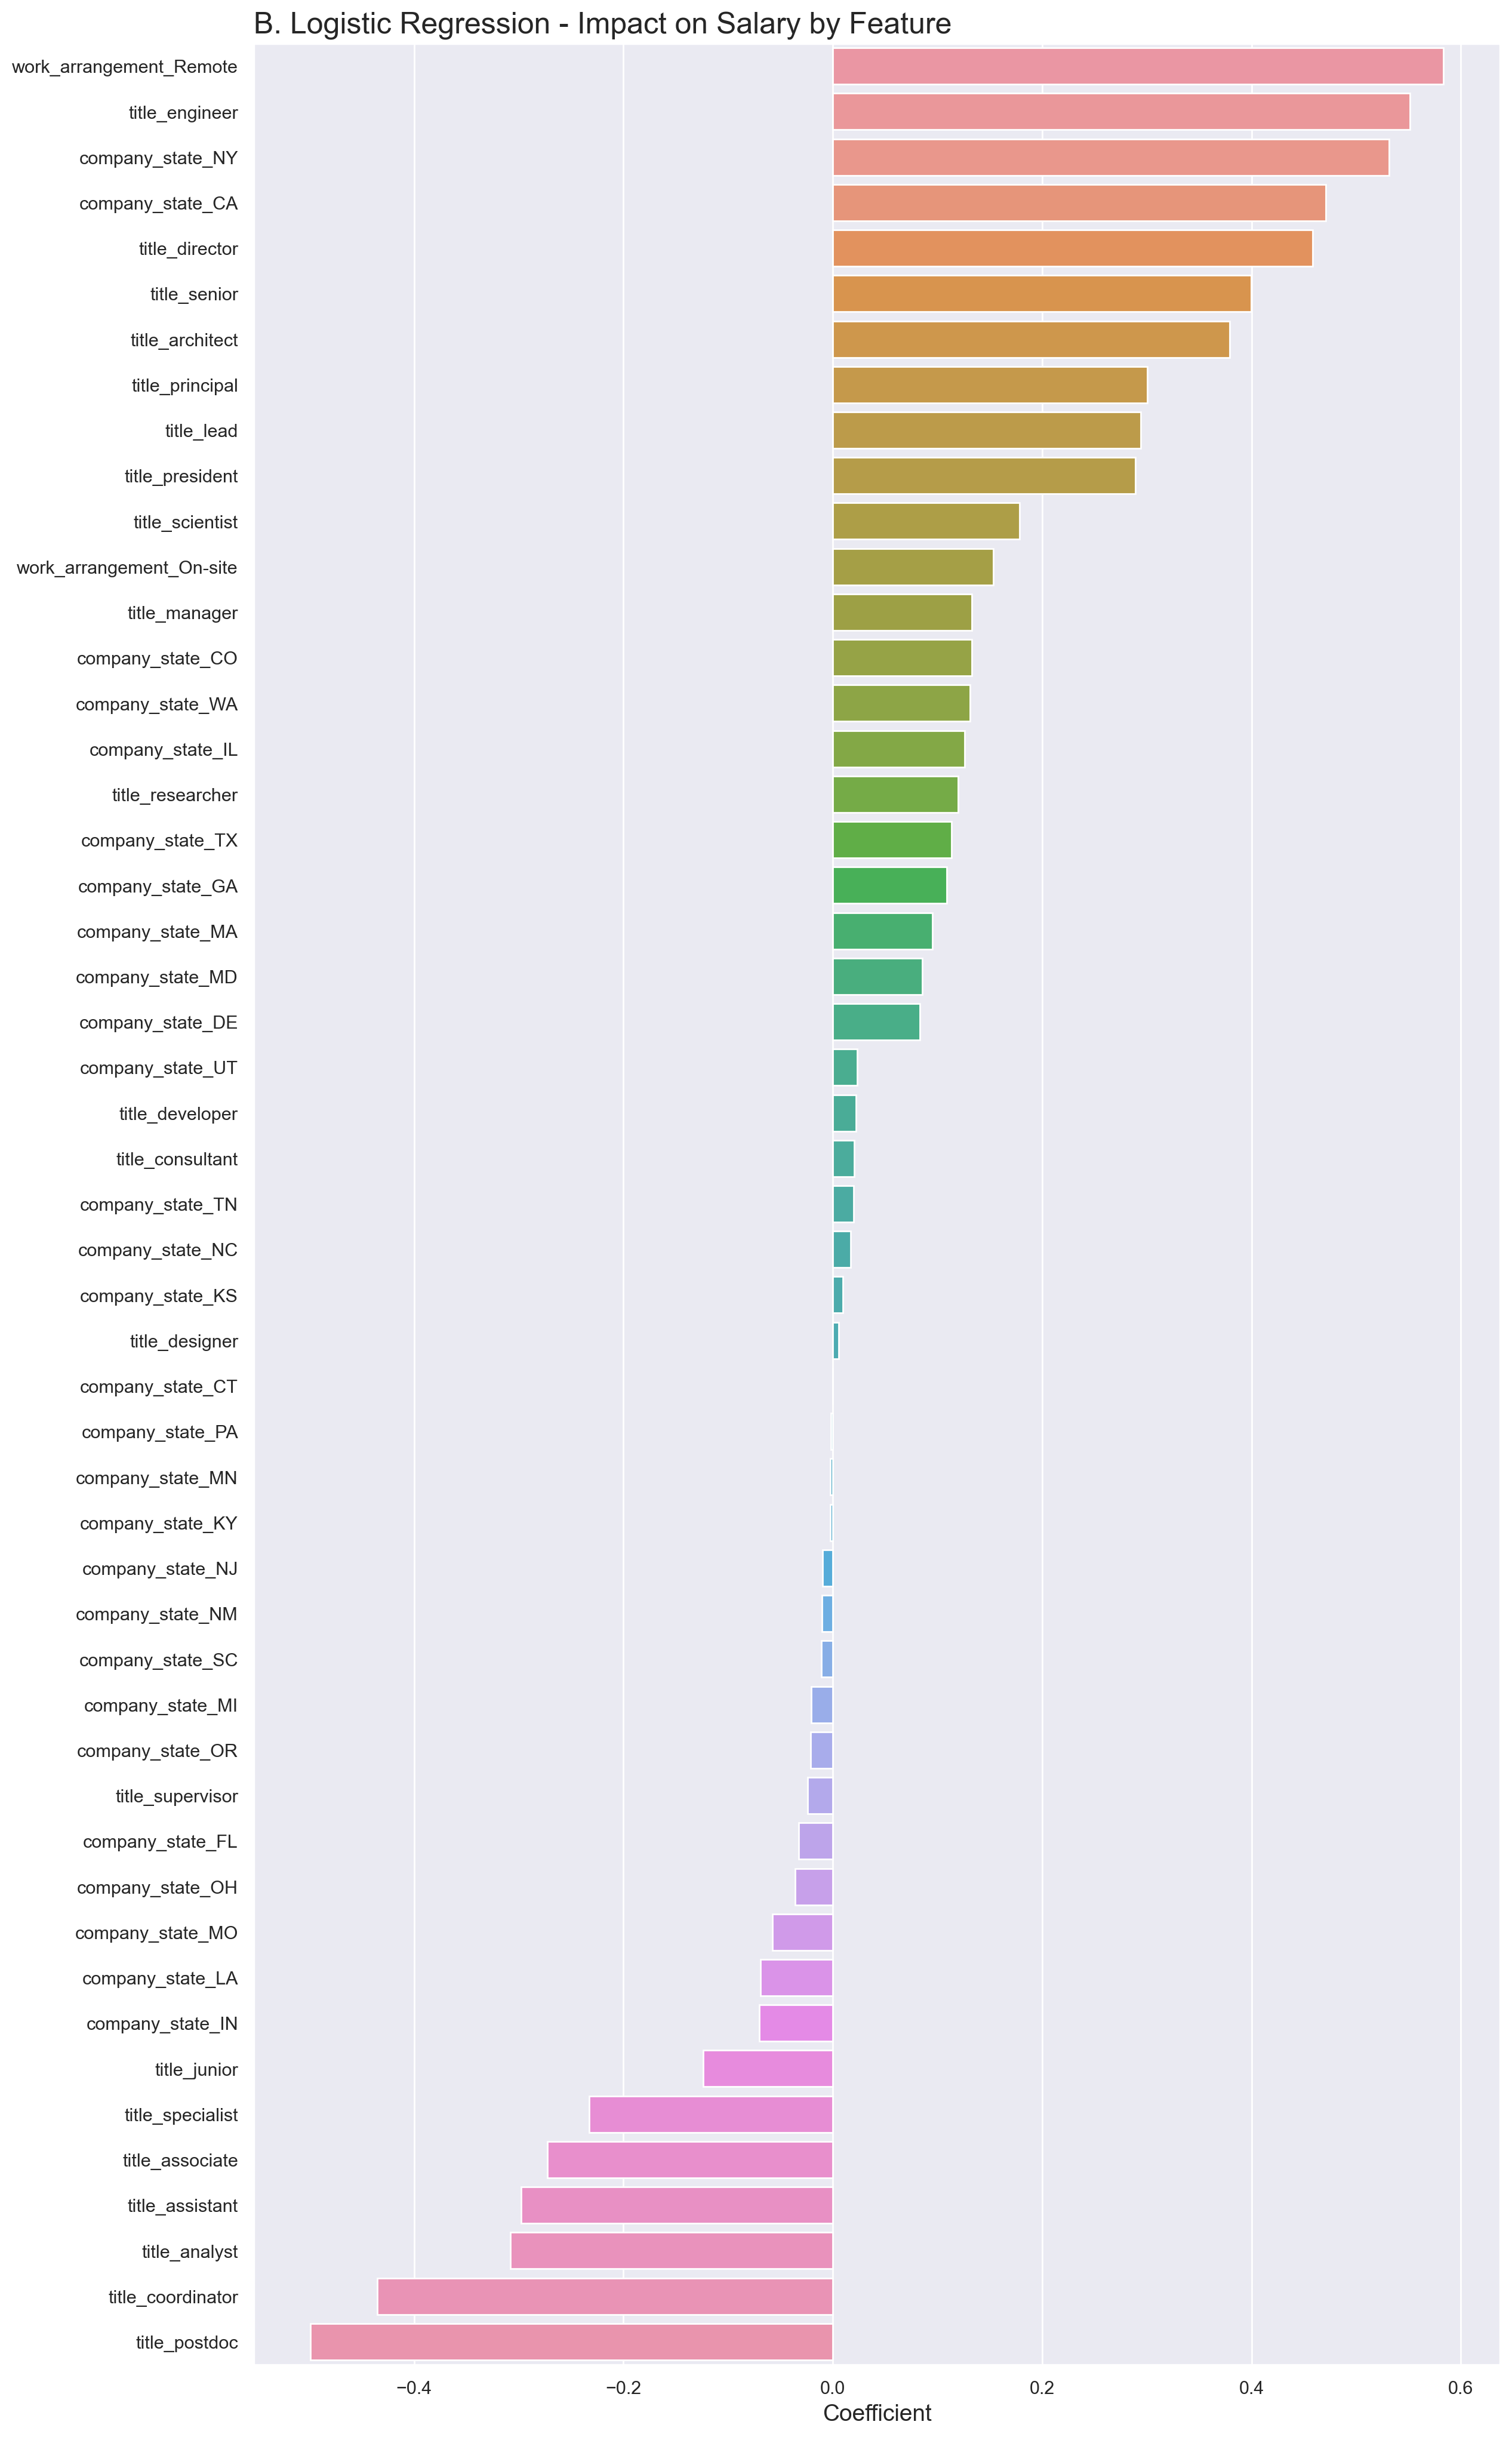 B. Logistic Regression - Impact on Salary by Feature
work_arrangement_Remote
title_engineer
company_state_NY
company_state_CA
title_director
title_senior
title_architect
title_principal
title_lead
title_president
title_scientist
work_arrangement_On-site
title_manager
company_state_CO
company_state_WA
company_state_IL
title_researcher
company_state_TX
company_state_GA
company_state_MA
company_state_MD
company_state_DE
company_state_UT
title_developer
title_consultant
company_state_TN
company_state_NC
company_state_KS
title_designer
company_state_CT
company_state_PA
company_state_MN
company_state_KY
company_state_NJ
company_state_NM
company_state_SC
company_state_MI
company_state_OR
title_supervisor
company_state_FL
company_state_OH
company_state_MO
company_state_LA
company_state_IN
title_junior
title_specialist
title_associate
title_assistant
title_analyst
title_coordinator
title_postdoc
−0.4 −0.2 0.0 0.2 0.4 0.6
Coefficient